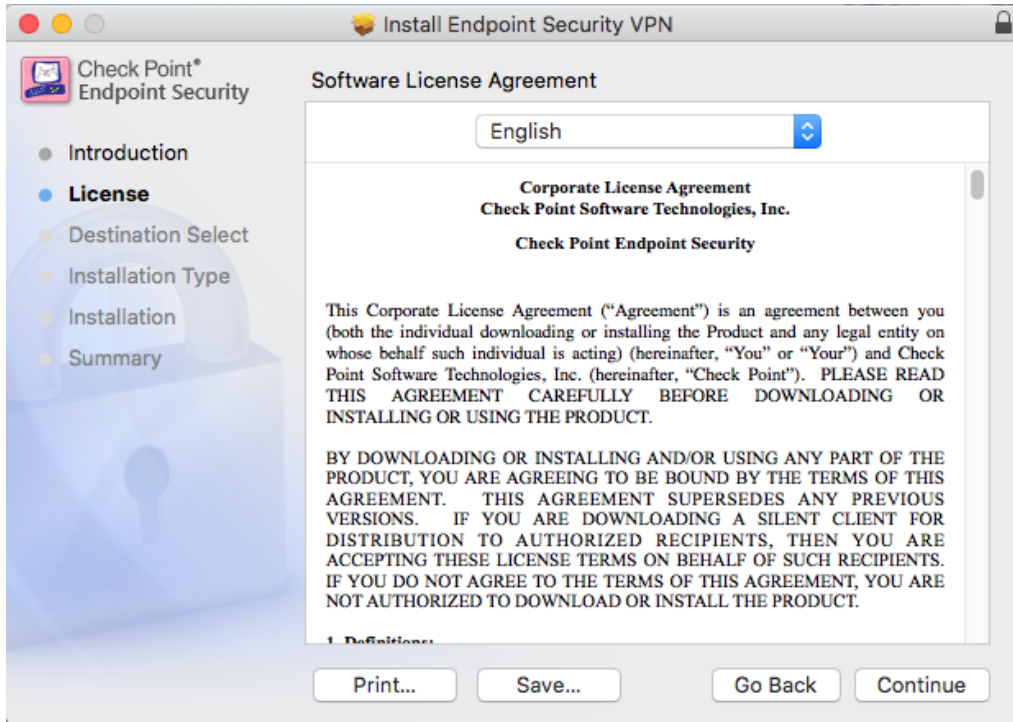 Install Endpoint Security VPN
Check Point®
Endpoint Security
Introduction
License
Destination Select
Installation Type
Installation
Summary
Software License Agreement
English
Corporate License Agreement
Check Point Software Technologies, Inc.
Check Point Endpoint Security
This Corporate License Agreement (“Agreement”) is an agreement between you
(both the individual downloading or installing the Product and any legal entity on
whose behalf such individual is acting) (hereinafter, “You” or “Your”) and Check
Point Software Technologies, Inc. (hereinafter, “Check Point”). PLEASE READ
THIS AGREEMENT CAREFULLY BEFORE DOWNLOADING OR
INSTALLING OR USING THE PRODUCT.
BY DOWNLOADING OR INSTALLING AND/OR USING ANY PART OF THE
PRODUCT, YOU ARE AGREEING TO BE BOUND BY THE TERMS OF THIS
AGREEMENT. THIS AGREEMENT SUPERSEDES ANY PREVIOUS
VERSIONS. IF YOU ARE DOWNLOADING A SILENT CLIENT FOR
DISTRIBUTION TO AUTHORIZED RECIPIENTS, THEN YOU ARE
ACCEPTING THESE LICENSE TERMS ON BEHALF OF SUCH RECIPIENTS.
IF YOU DO NOT AGREE TO THE TERMS OF THIS AGREEMENT, YOU ARE
NOT AUTHORIZED TO DOWNLOAD OR INSTALL THE PRODUCT.
1. Definitions:
Print...
Save...
Go Back
Continue